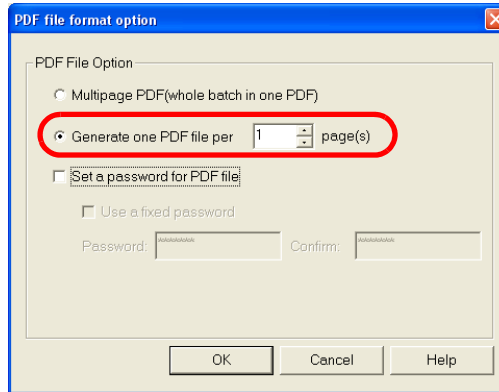 PDF file format option
PDF File Option
Multipage PDF(whole batch in one PDF)
Generate one PDF file per 1 page(s)
Set a password for PDF file
Use a fixed password
Password: ******* Confirm: *******
OK Cancel Help